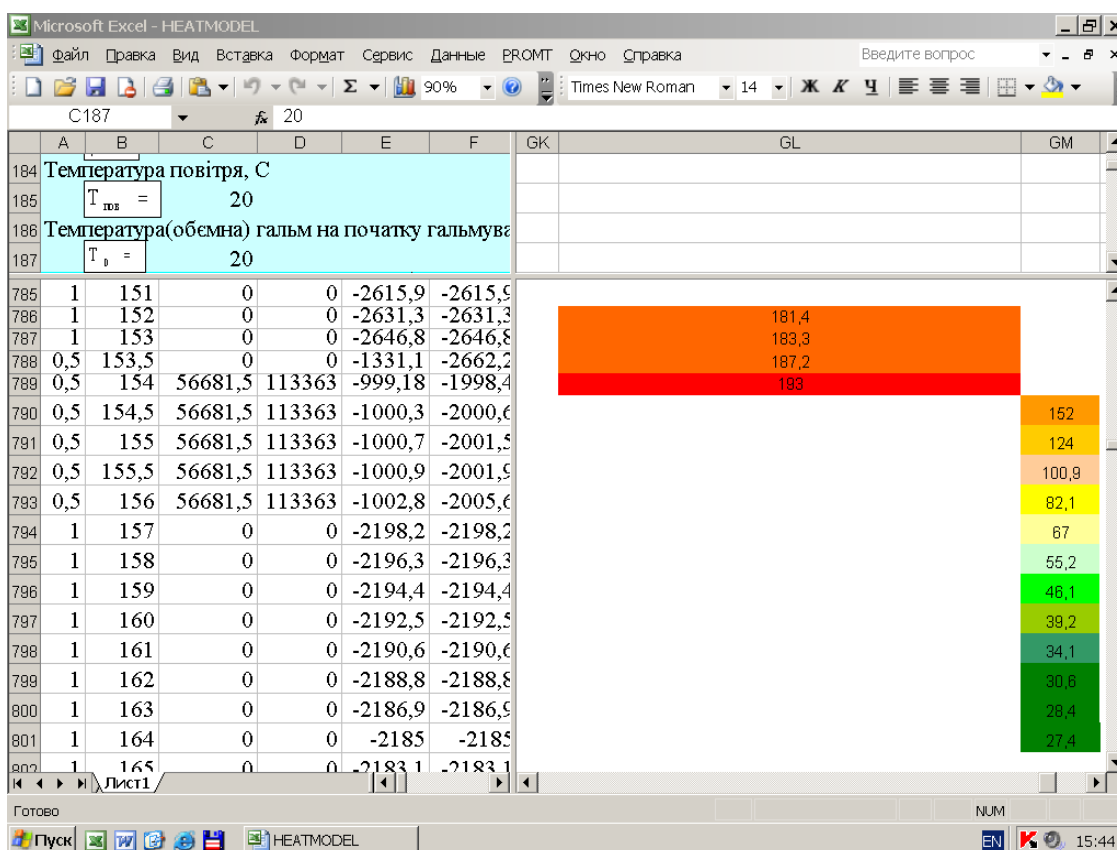 Microsoft Excel - HEATMODEL
Файл Правка Вид Вставка Формат Сервис Данные PROMT Окно Справка Введите вопрос
90% Times New Roman 14 Ж К Ч
C187 fx 20
A B C D E F GK GL GM
184 Температура повітря, С
185 Т пов = 20
186 Температура(обємна) гальм на початку гальмува
187 Т 0 = 20
785 1 151 0 0 -2615,9 -2615,9
786 1 152 0 0 -2631,3 -2631,3 181,4
787 1 153 0 0 -2646,8 -2646,8 183,3
788 0,5 153,5 0 0 -1331,1 -2662,2 187,2
789 0,5 154 56681,5 113363 -999,18 -1998,4 193
790 0,5 154,5 56681,5 113363 -1000,3 -2000,6 152
791 0,5 155 56681,5 113363 -1000,7 -2001,5 124
792 0,5 155,5 56681,5 113363 -1000,9 -2001,9 100,9
793 0,5 156 56681,5 113363 -1002,8 -2005,6 82,1
794 1 157 0 0 -2198,2 -2198,2 67
795 1 158 0 0 -2196,3 -2196,3 55,2
796 1 159 0 0 -2194,4 -2194,4 46,1
797 1 160 0 0 -2192,5 -2192,5 39,2
798 1 161 0 0 -2190,6 -2190,6 34,1
799 1 162 0 0 -2188,8 -2188,8 30,6
800 1 163 0 0 -2186,9 -2186,9 28,4
801 1 164 0 0 -2185 -2185 27,4
802 1 165 0 0 -2183,1 -2183,1
Лист1
Готово NUM
Пуск HEATMODEL EN 15:44